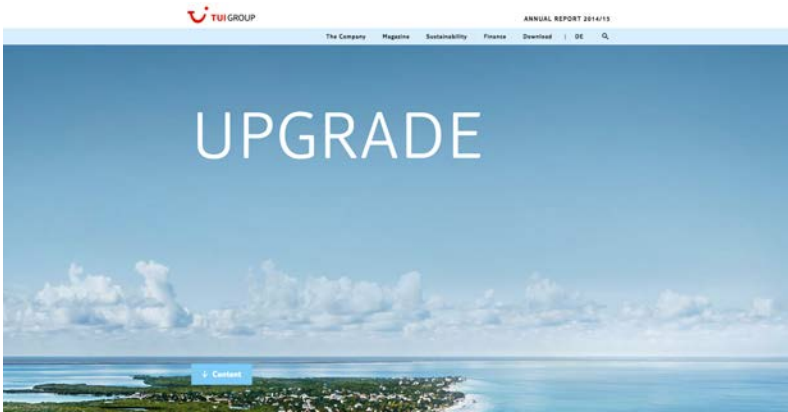 TUI GROUP
ANNUAL REPORT 2014/15
The Company Magazine Sustainability Finance Download | DE
UPGRADE
↓ Content